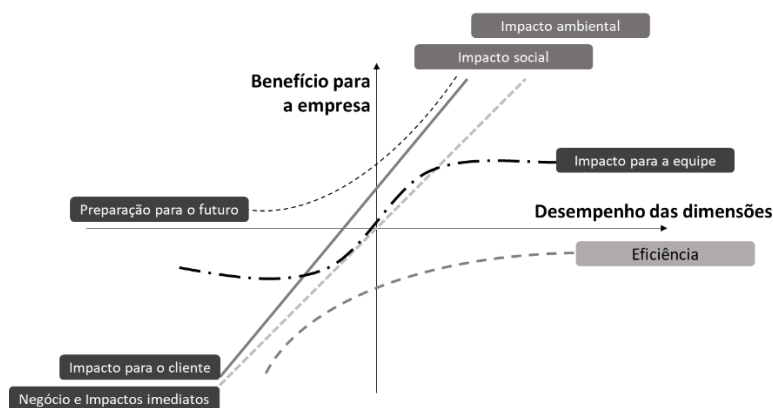 Impacto ambiental
Impacto social
Benefício para
a empresa
Impacto para a equipe
Preparação para o futuro
Desempenho das dimensões
Eficiência
Impacto para o cliente
Negócio e Impactos imediatos